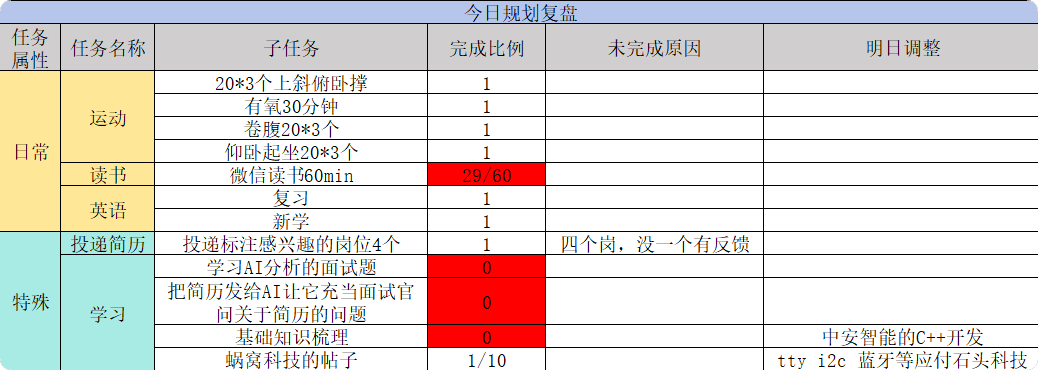 今日规划复盘
任务属性 任务名称 子任务 完成比例 未完成原因 明日调整
日常 运动 20*3个上斜俯卧撑 1
有氧30分钟 1
卷腹20*3个 1
仰卧起坐20*3个 1
读书 微信读书60min 29/60
英语 复习 1
新学 1
特殊 投递简历 投递标注感兴趣的岗位4个 1 四个岗，没一个有反馈
学习 学习AI分析的面试题 0
把简历发给AI让它充当面试官
问关于简历的问题 0
基础知识梳理 0 中安智能的C++开发
蜗窝科技的帖子 1/10 tty i2c 蓝牙等应付石头科技